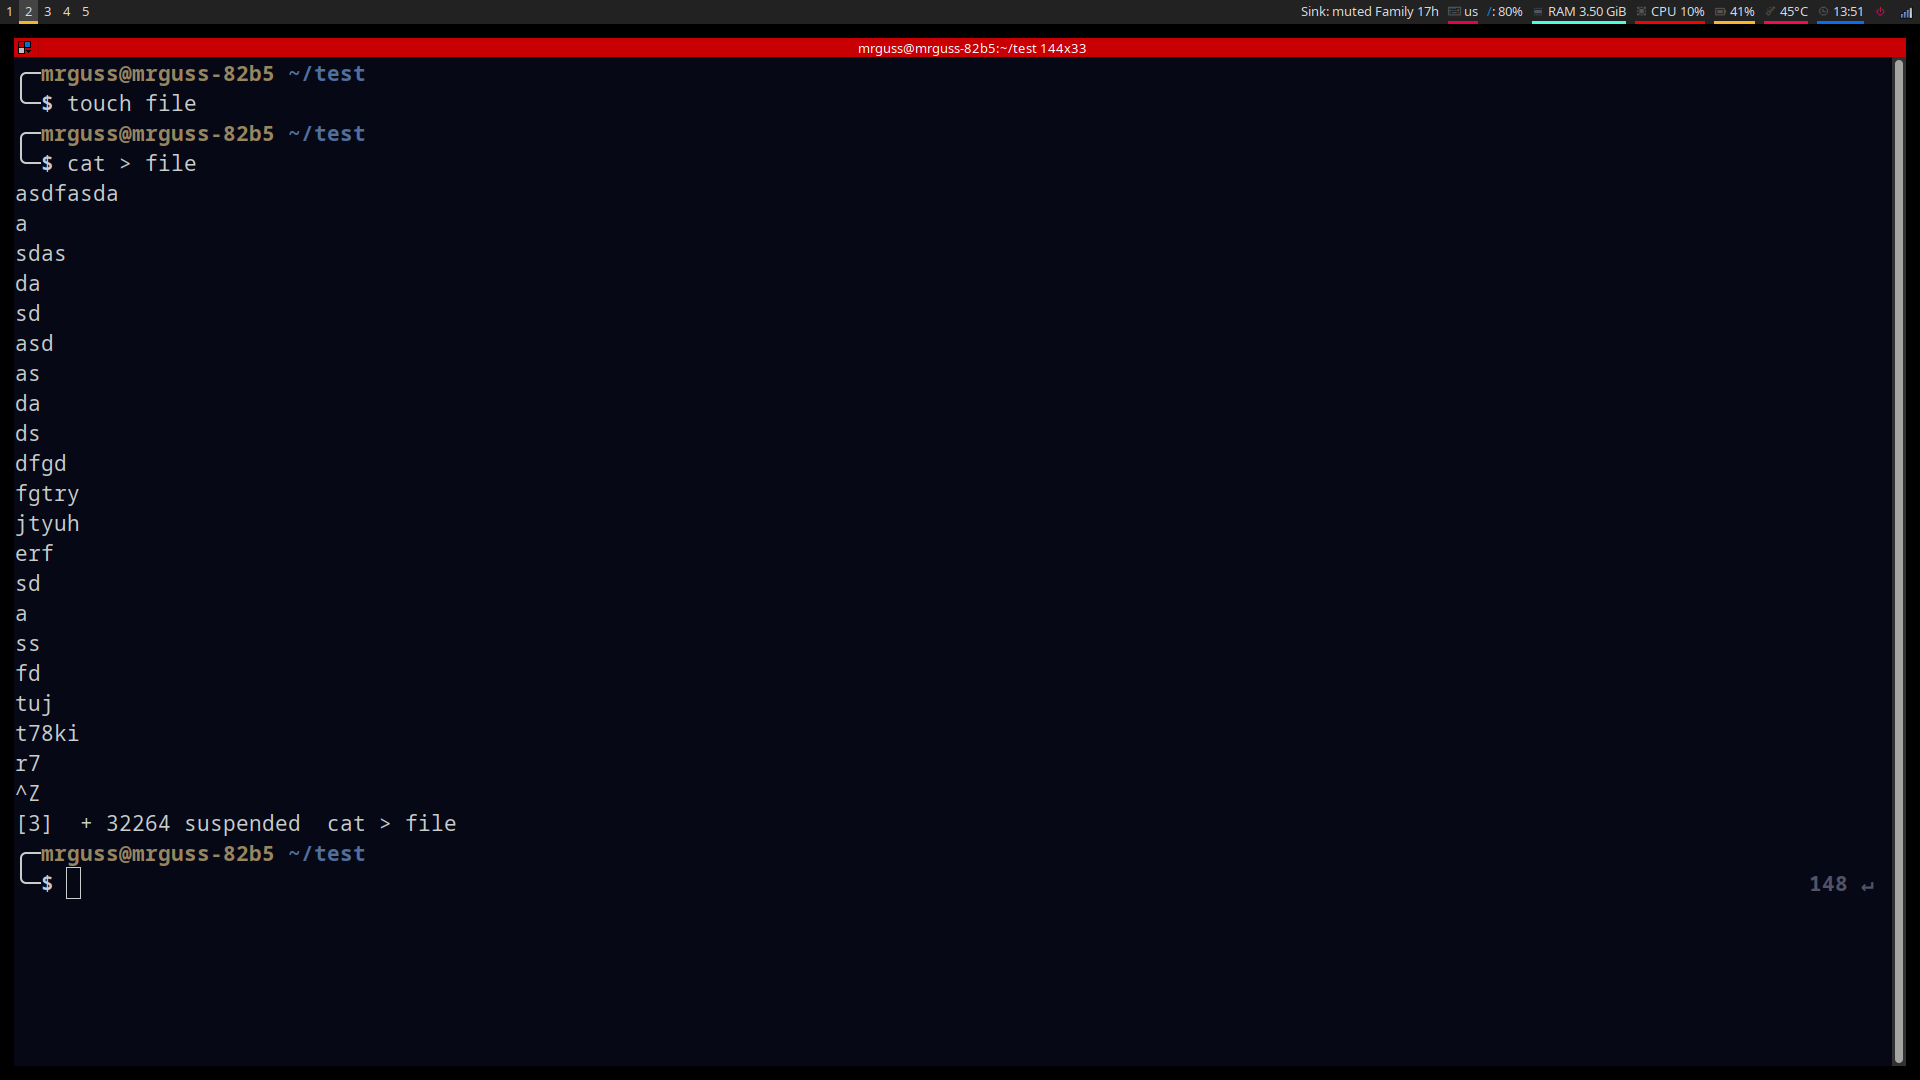 1 2 3 4 5 Sink: muted Family 17h us /: 80% RAM 3.50 GiB CPU 10% 41% 45°C 13:51
mrguss@mrguss-82b5:~/test 144x33
mrguss@mrguss-82b5 ~/test
$ touch file
mrguss@mrguss-82b5 ~/test
$ cat > file
asdfasda
a
sdas
da
sd
asd
as
da
ds
dfgd
fgtry
jtyuh
erf
sd
a
ss
fd
tuj
t78ki
r7
^Z
[3]  + 32264 suspended  cat > file
mrguss@mrguss-82b5 ~/test
$ 148 ↵